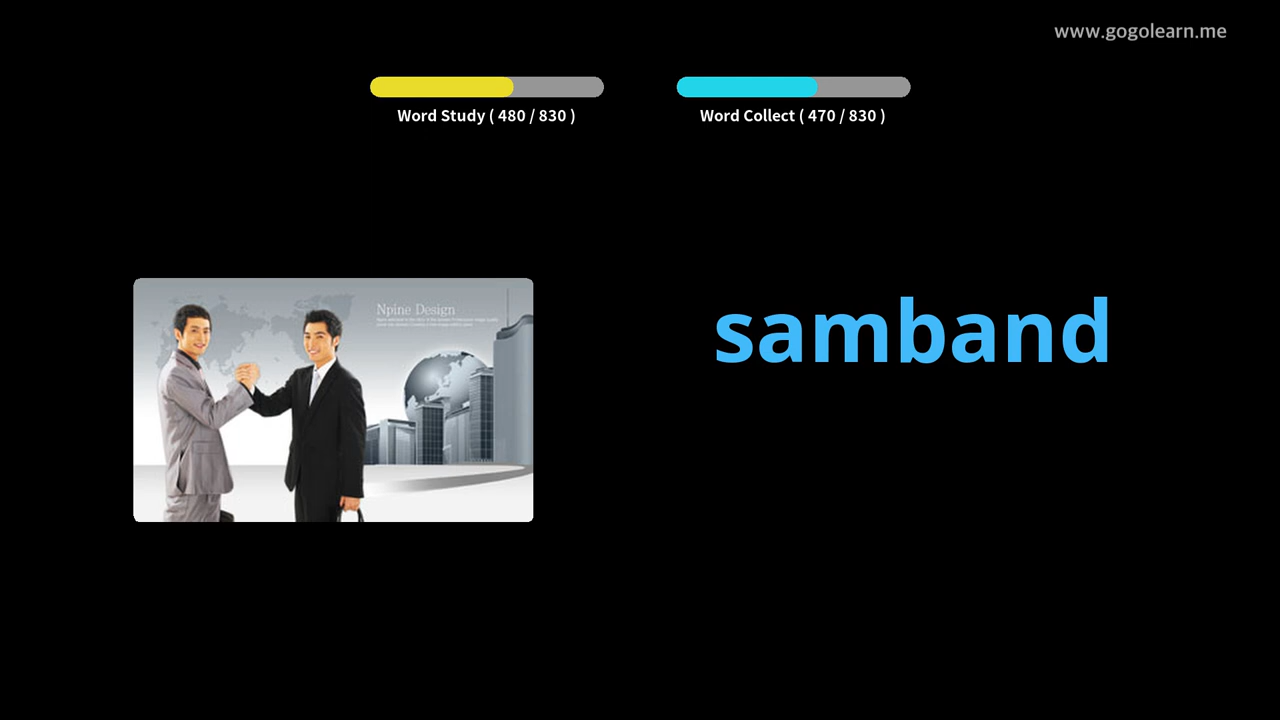 www.gogolearn.me
Word Study ( 480 / 830 )
Word Collect ( 470 / 830 )
Npine Design
samband